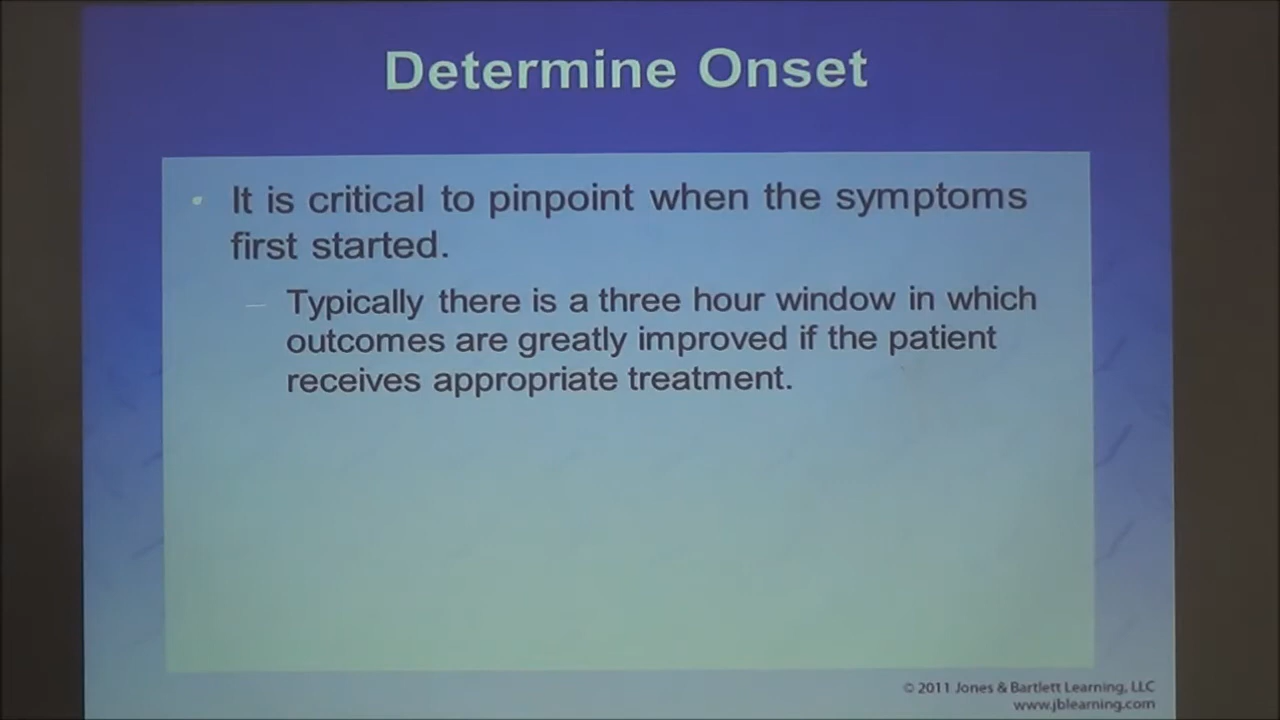 Determine Onset
• It is critical to pinpoint when the symptoms
first started.
– Typically there is a three hour window in which
outcomes are greatly improved if the patient
receives appropriate treatment.
© 2011 Jones & Bartlett Learning, LLC
www.jblearning.com